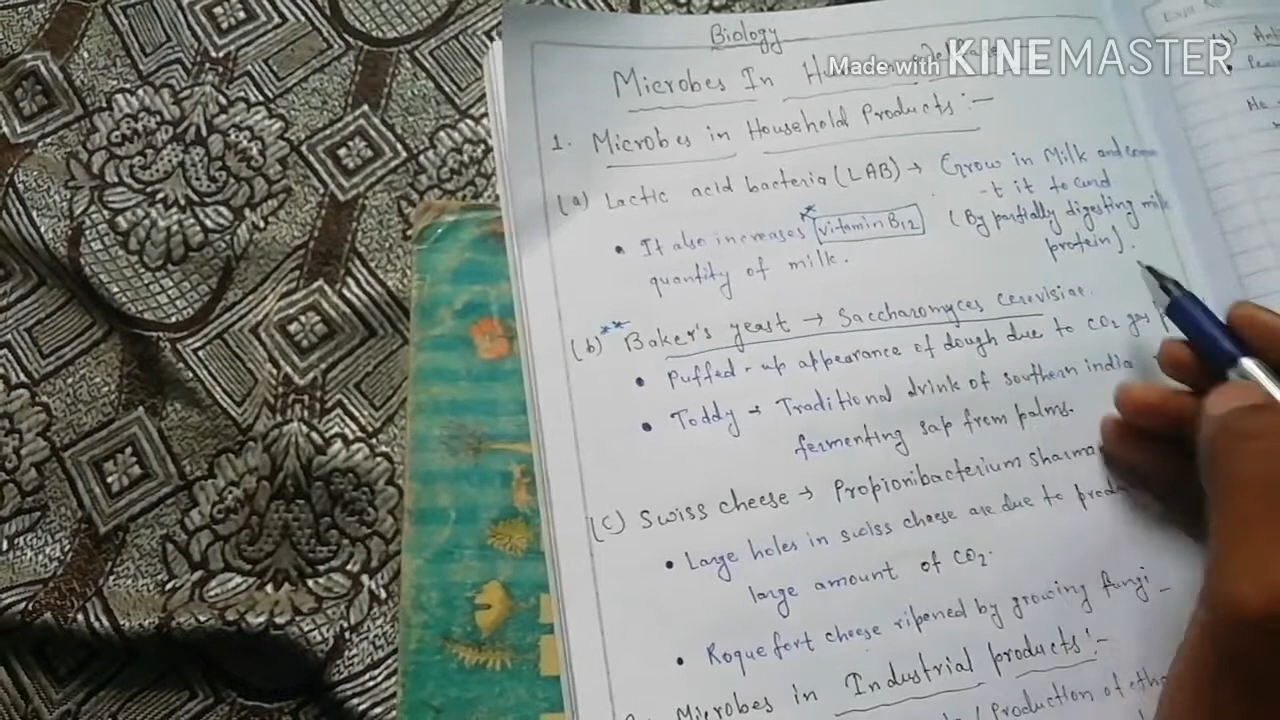 Biology
Made with KINEMASTER
Microbes In
1. Microbes in Household Products :-
(a) Lactic acid bacteria (LAB) → Grow in Milk and
-t it to curd
• It also increases vitamin B12 (By partially digesting milk
quantity of milk. protein).
(b) ** Baker's yeast → Saccharomyces cerevisiae.
• Puffed-up appearance of dough due to CO2 gas
• Toddy → Traditional drink of southern india
fermenting sap from palms.
(c) Swiss cheese → Propionibacterium
• Large holes in swiss cheese are due to
large amount of CO2.
• Roquefort cheese ripened by growing fungi -
Microbes in Industrial products :-
Production of